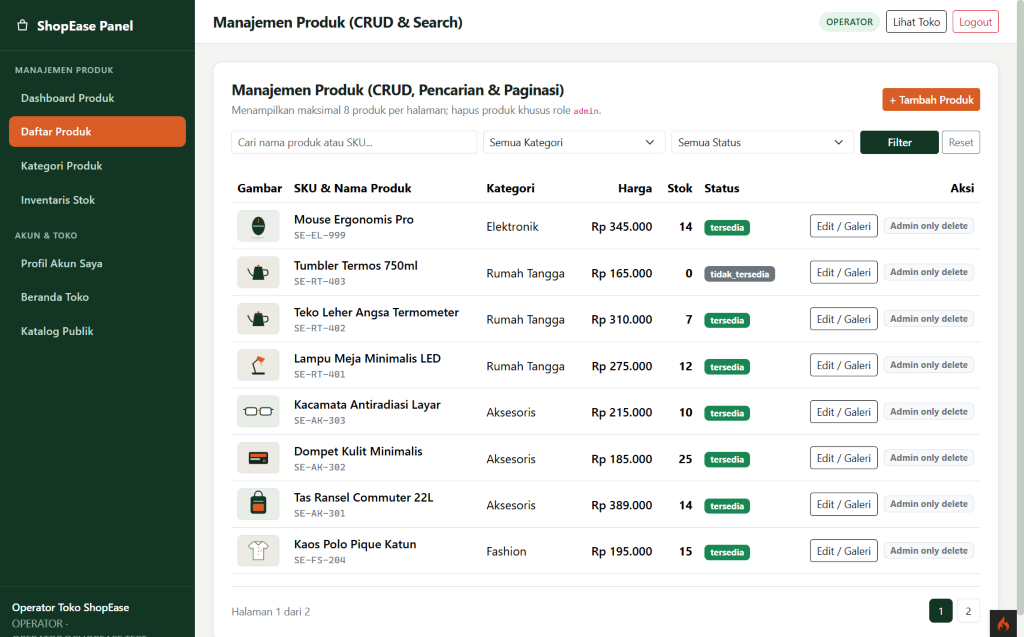 ShopEase Panel
MANAJEMEN PRODUK
Dashboard Produk
Daftar Produk
Kategori Produk
Inventaris Stok
AKUN & TOKO
Profil Akun Saya
Beranda Toko
Katalog Publik
Operator Toko ShopEase
OPERATOR -
Manajemen Produk (CRUD & Search)
OPERATOR Lihat Toko Logout
Manajemen Produk (CRUD, Pencarian & Paginasi)
Menampilkan maksimal 8 produk per halaman; hapus produk khusus role admin.
+ Tambah Produk
Cari nama produk atau SKU... Semua Kategori Semua Status Filter Reset
Gambar SKU & Nama Produk Kategori Harga Stok Status Aksi
Mouse Ergonomis Pro
SE-EL-999
Elektronik Rp 345.000 14 tersedia Edit / Galeri Admin only delete
Tumbler Termos 750ml
SE-RT-403
Rumah Tangga Rp 165.000 0 tidak_tersedia Edit / Galeri Admin only delete
Teko Leher Angsa Termometer
SE-RT-402
Rumah Tangga Rp 310.000 7 tersedia Edit / Galeri Admin only delete
Lampu Meja Minimalis LED
SE-RT-401
Rumah Tangga Rp 275.000 12 tersedia Edit / Galeri Admin only delete
Kacamata Antiradiasi Layar
SE-AK-303
Aksesoris Rp 215.000 10 tersedia Edit / Galeri Admin only delete
Dompet Kulit Minimalis
SE-AK-302
Aksesoris Rp 185.000 25 tersedia Edit / Galeri Admin only delete
Tas Ransel Commuter 22L
SE-AK-301
Aksesoris Rp 389.000 14 tersedia Edit / Galeri Admin only delete
Kaos Polo Pique Katun
SE-FS-204
Fashion Rp 195.000 15 tersedia Edit / Galeri Admin only delete
Halaman 1 dari 2
1 2